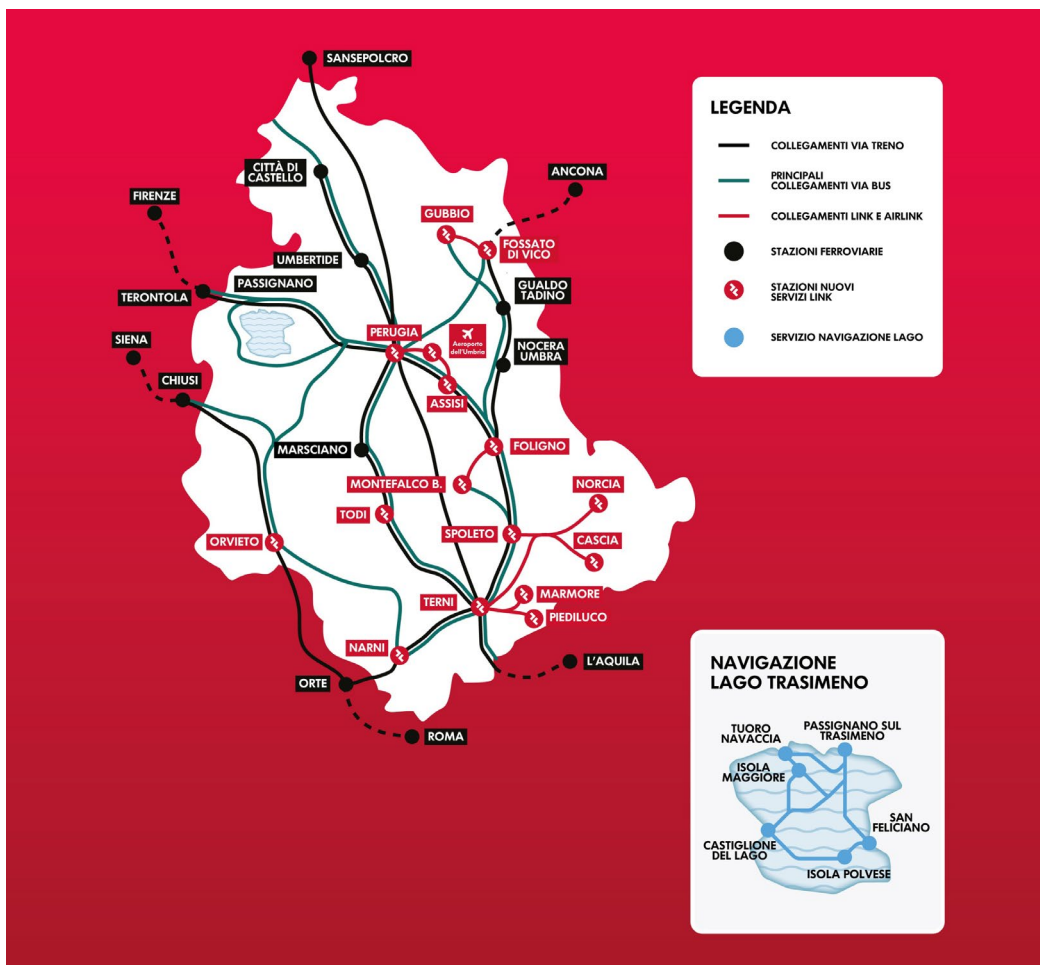 SANSEPOLCRO
CITTÀ DI
CASTELLO
ANCONA
FIRENZE
GUBBIO
FOSSATO
DI VICO
UMBERTIDE
PASSIGNANO
GUALDO
TADINO
TERONTOLA
PERUGIA
Aeroporto
dell'Umbria
SIENA
NOCERA
UMBRA
CHIUSI
ASSISI
MARSCIANO
FOLIGNO
MONTEFALCO B.
NORCIA
TODI
SPOLETO
CASCIA
ORVIETO
TERNI
MARMORE
PIEDILUCO
NARNI
L'AQUILA
ORTE
ROMA
LEGENDA
COLLEGAMENTI VIA TRENO
PRINCIPALI
COLLEGAMENTI VIA BUS
COLLEGAMENTI LINK E AIRLINK
STAZIONI FERROVIARIE
STAZIONI NUOVI
SERVIZI LINK
SERVIZIO NAVIGAZIONE LAGO
NAVIGAZIONE
LAGO TRASIMENO
TUORO
NAVACCIA
PASSIGNANO SUL
TRASIMENO
ISOLA
MAGGIORE
SAN
FELICIANO
CASTIGLIONE
DEL LAGO
ISOLA POLVESE